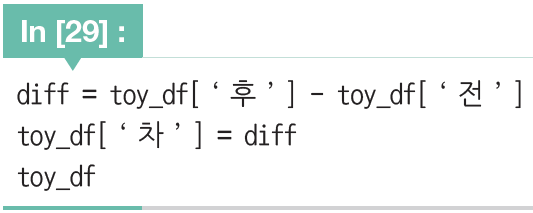 In [29] :
diff = toy_df[ ‘ 후 ’ ] - toy_df[ ‘ 전 ’ ]
toy_df[ ‘ 차 ’ ] = diff
toy_df